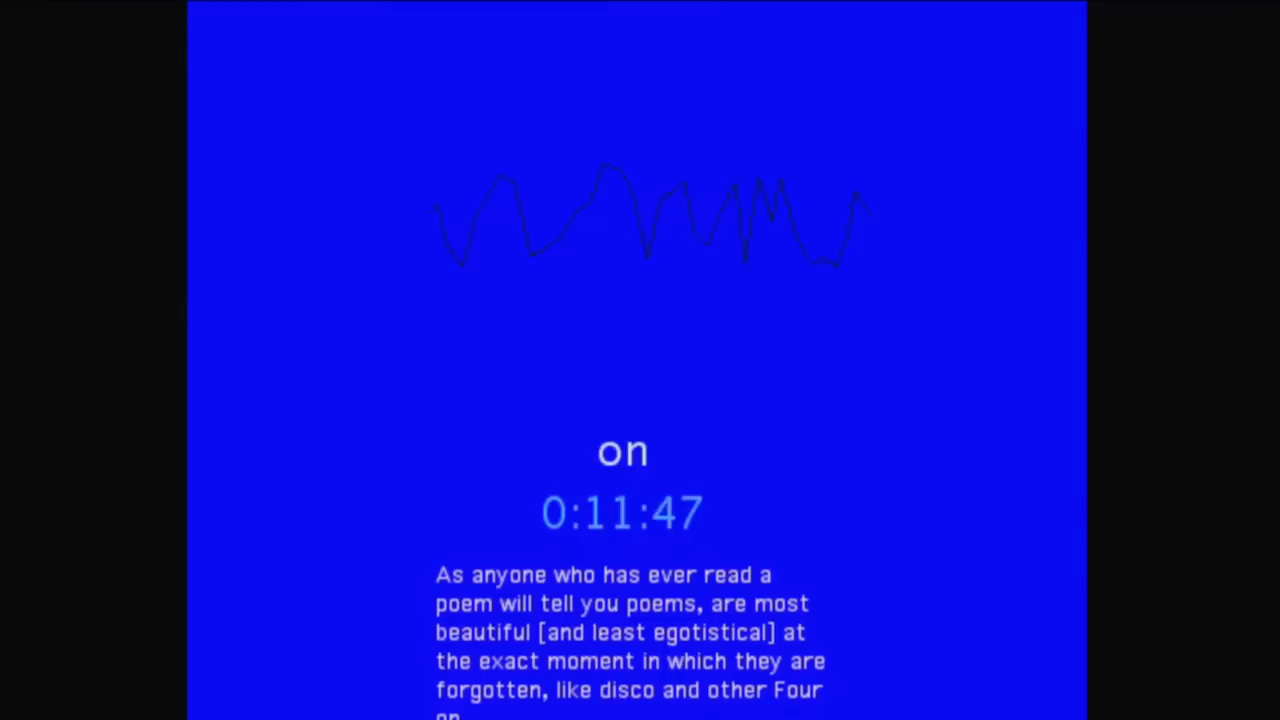 on
0:11:47
As anyone who has ever read a
poem will tell you poems, are most
beautiful [and least egotistical] at
the exact moment in which they are
forgotten, like disco and other Four
on